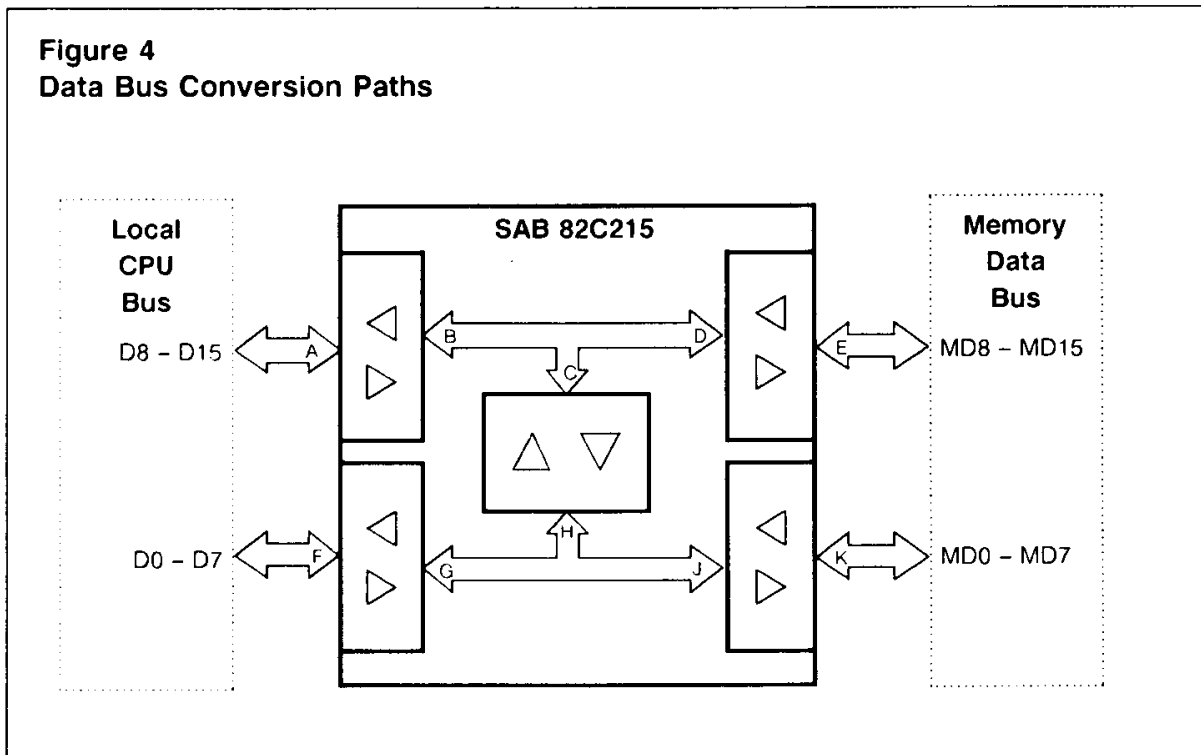 Figure 4
Data Bus Conversion Paths
Local
CPU
Bus
SAB 82C215
Memory
Data
Bus
D8 – D15
A
B
D
E
MD8 – MD15
C
H
D0 – D7
F
G
J
K
MD0 – MD7